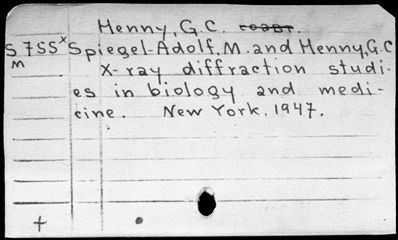 Henny, G.C.
S 755x Spiegel-Adolf, M. and Henny, G.C
m X-ray diffraction studi-
es in biology and medi-
cine. New York, 1947.